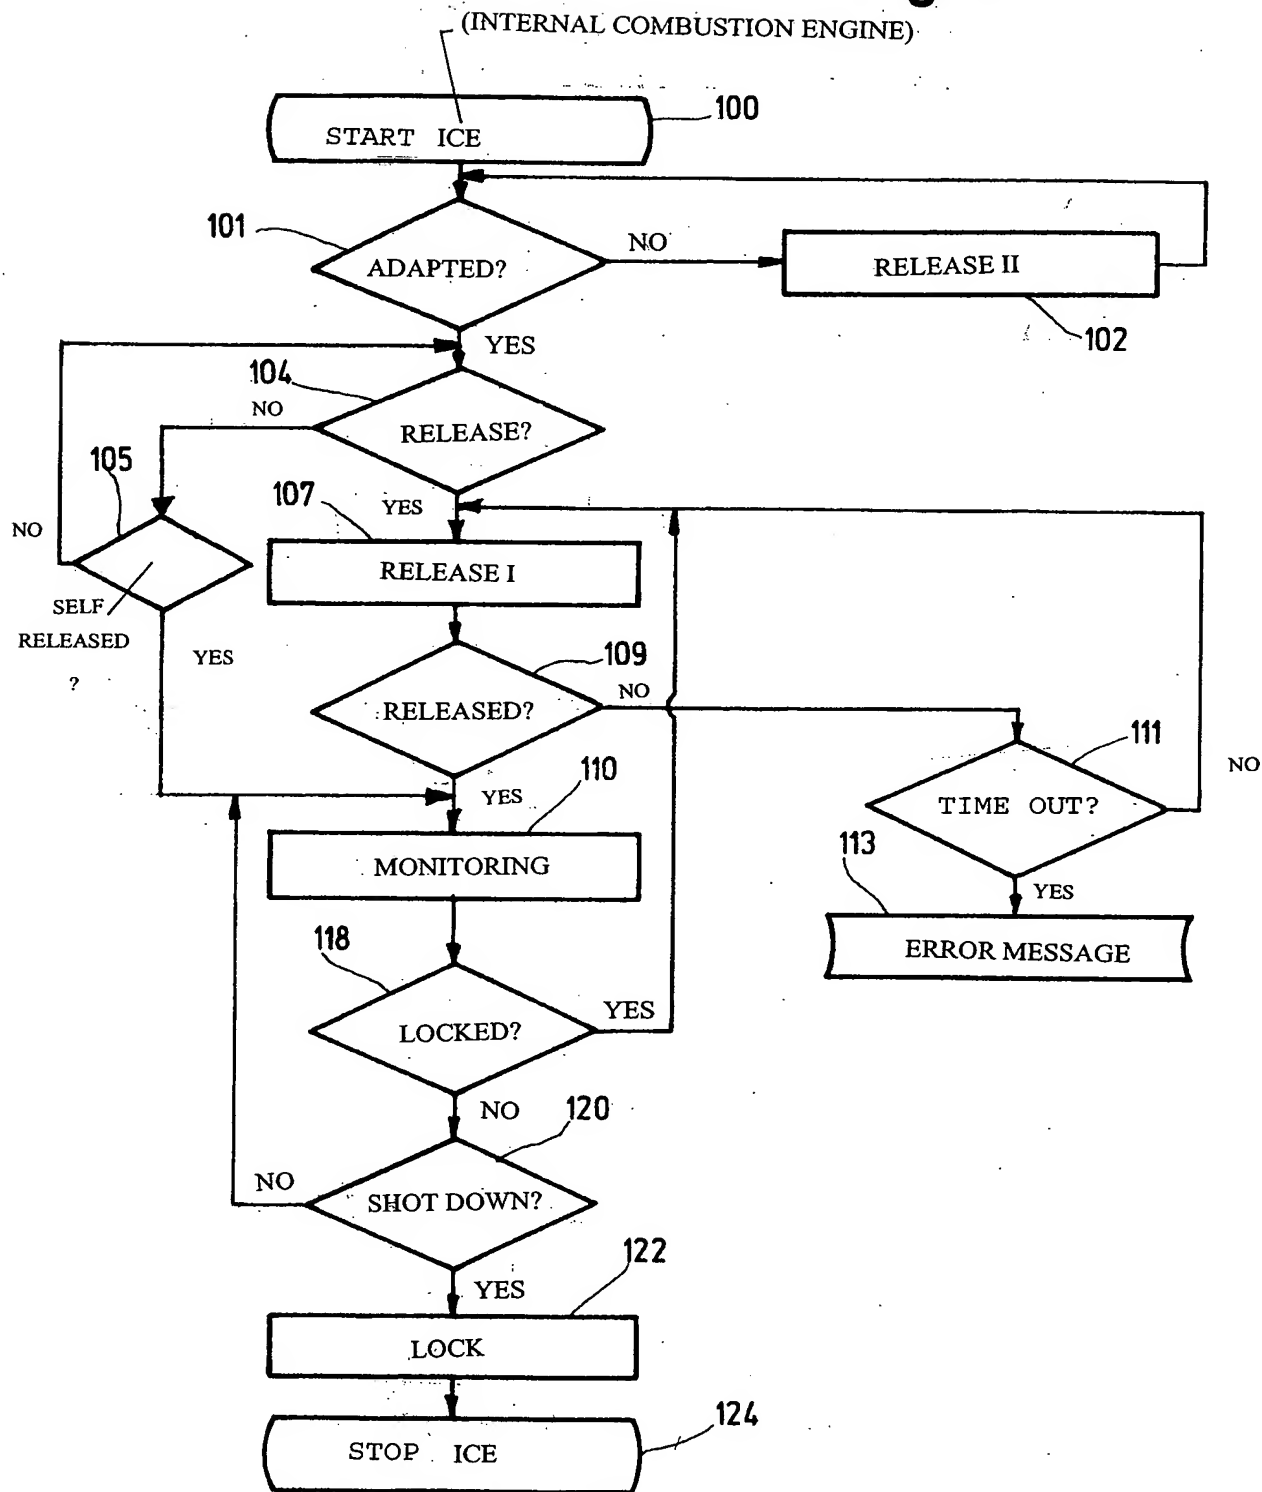 (INTERNAL COMBUSTION ENGINE)
100
START ICE
101
ADAPTED?
NO
RELEASE II
102
YES
104
NO
RELEASE?
105
107
YES
NO
RELEASE I
SELF
RELEASED
?
YES
109
RELEASED?
NO
111
NO
110
YES
TIME OUT?
MONITORING
113
YES
118
ERROR MESSAGE
LOCKED?
YES
NO
120
NO
SHOT DOWN?
122
YES
LOCK
124
STOP ICE